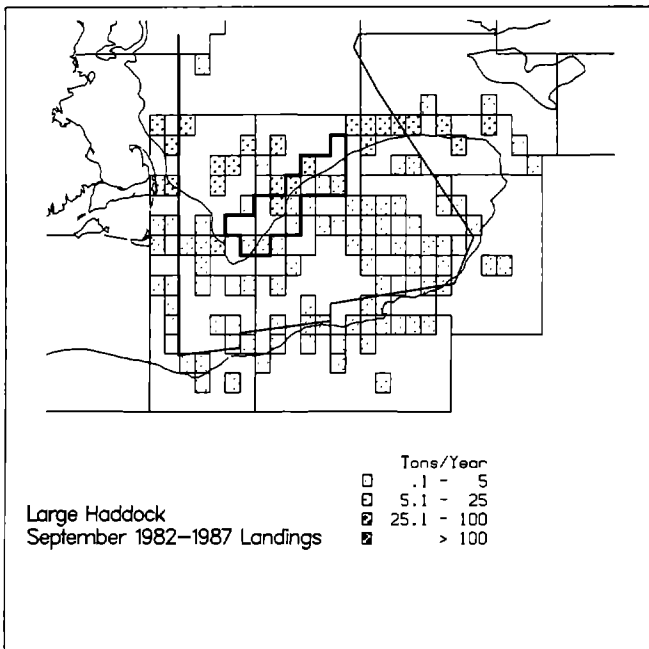 Tons/Year
.1 - 5
5.1 - 25
25.1 - 100
> 100
Large Haddock
September 1982-1987 Landings